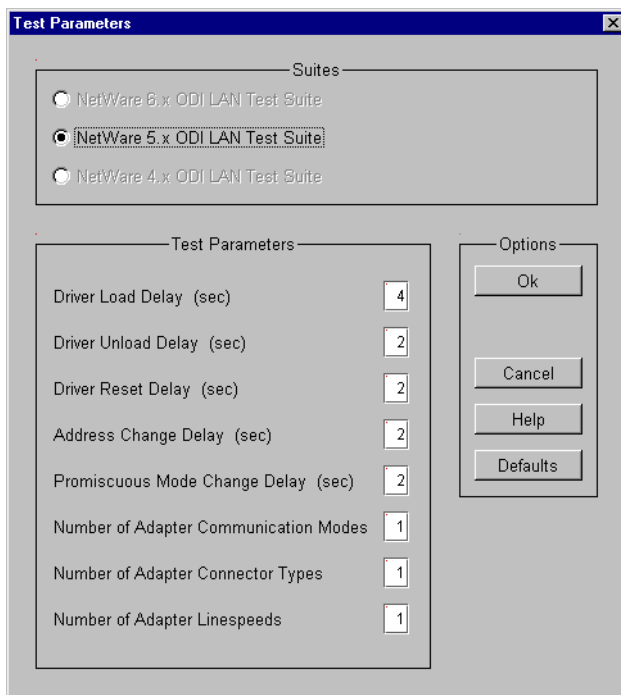 Test Parameters
Suites
NetWare 6.x ODI LAN Test Suite
NetWare 5.x ODI LAN Test Suite
NetWare 4.x ODI LAN Test Suite
Test Parameters
Driver Load Delay (sec) 4
Driver Unload Delay (sec) 2
Driver Reset Delay (sec) 2
Address Change Delay (sec) 2
Promiscuous Mode Change Delay (sec) 2
Number of Adapter Communication Modes 1
Number of Adapter Connector Types 1
Number of Adapter Linespeeds 1
Options
Ok
Cancel
Help
Defaults